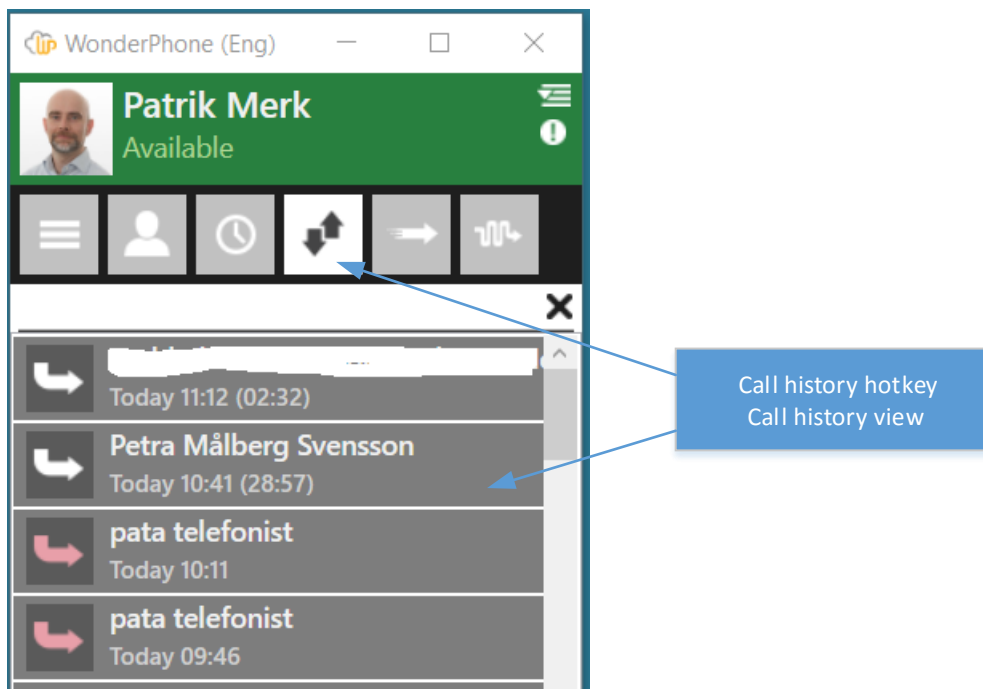 WonderPhone (Eng)
Patrik Merk
Available
Today 11:12 (02:32)
Petra Målberg Svensson
Today 10:41 (28:57)
pata telefonist
Today 10:11
pata telefonist
Today 09:46
Call history hotkey
Call history view